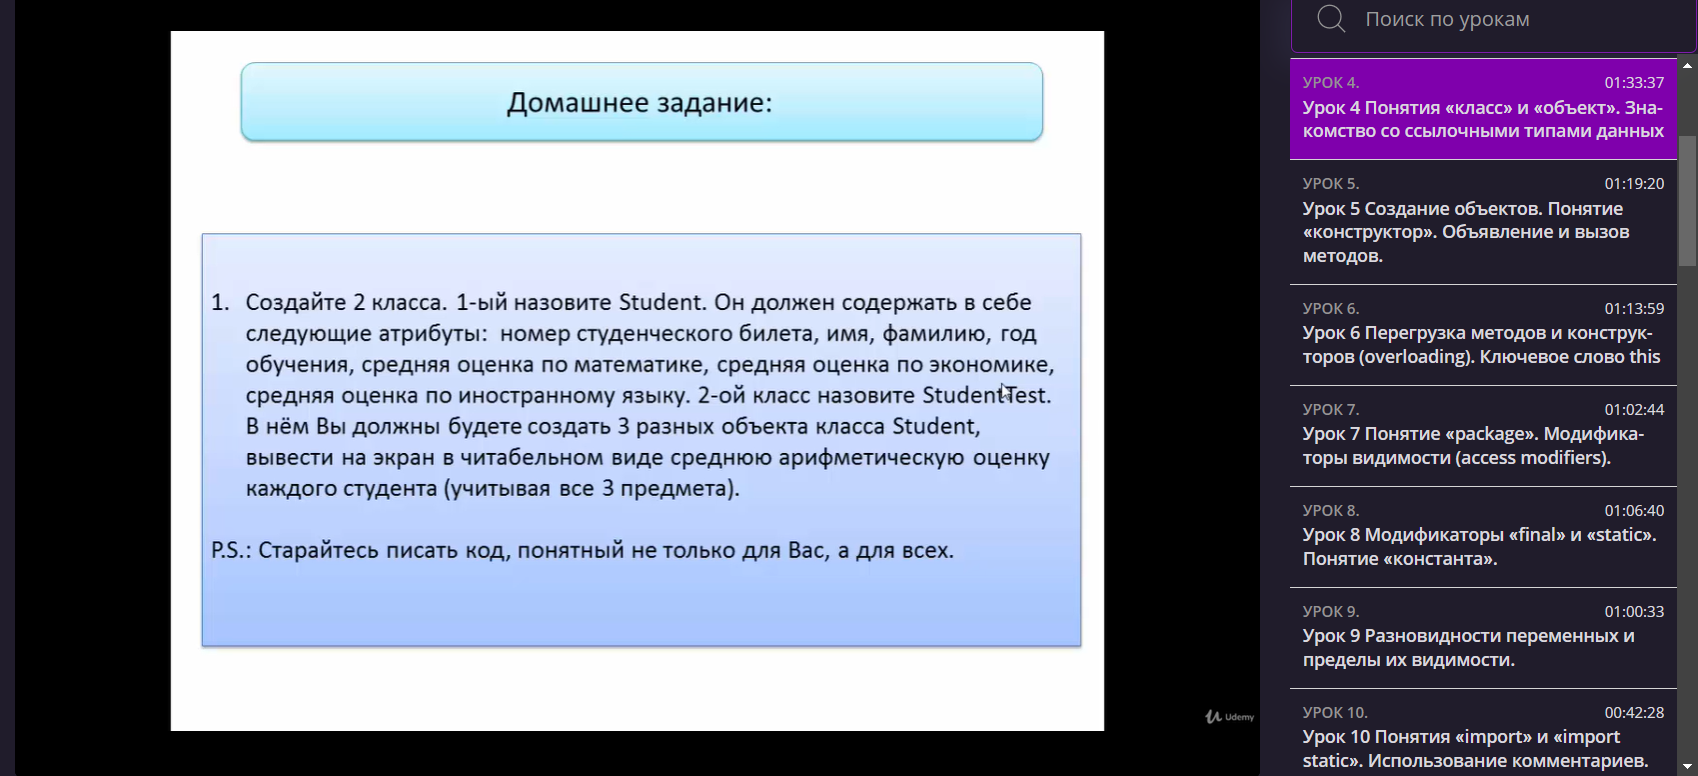 Домашнее задание:
1. Создайте 2 класса. 1-ый назовите Student. Он должен содержать в себе
следующие атрибуты: номер студенческого билета, имя, фамилию, год
обучения, средняя оценка по математике, средняя оценка по экономике,
средняя оценка по иностранному языку. 2-ой класс назовите StudentTest.
В нём Вы должны будете создать 3 разных объекта класса Student,
вывести на экран в читабельном виде среднюю арифметическую оценку
каждого студента (учитывая все 3 предмета).
P.S.: Старайтесь писать код, понятный не только для Вас, а для всех.
Udemy
Поиск по урокам
УРОК 4. 01:33:37
Урок 4 Понятия «класс» и «объект». Зна-
комство со ссылочными типами данных
УРОК 5. 01:19:20
Урок 5 Создание объектов. Понятие
«конструктор». Объявление и вызов
методов.
УРОК 6. 01:13:59
Урок 6 Перегрузка методов и конструк-
торов (overloading). Ключевое слово this
УРОК 7. 01:02:44
Урок 7 Понятие «package». Модифика-
торы видимости (access modifiers).
УРОК 8. 01:06:40
Урок 8 Модификаторы «final» и «static».
Понятие «константа».
УРОК 9. 01:00:33
Урок 9 Разновидности переменных и
пределы их видимости.
УРОК 10. 00:42:28
Урок 10 Понятия «import» и «import
static». Использование комментариев.